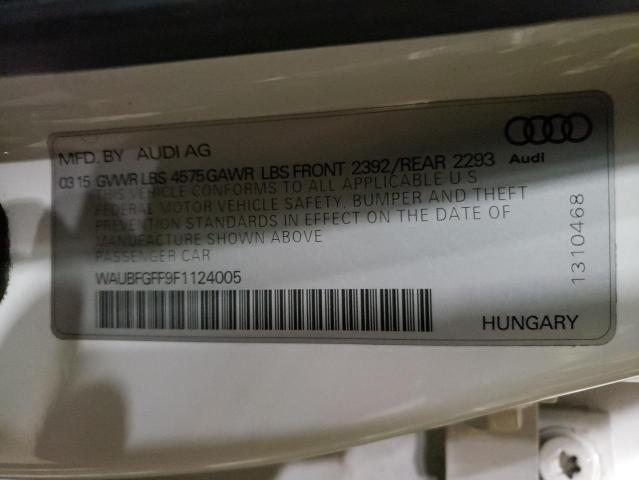 MFD. BY AUDI AG
Audi
03 15 GVWR LBS 4575 GAWR LBS FRONT 2392/REAR 2293
THIS VEHICLE CONFORMS TO ALL APPLICABLE U S
FEDERAL MOTOR VEHICLE SAFETY, BUMPER AND THEFT
PREVENTION STANDARDS IN EFFECT ON THE DATE OF
MANUFACTURE SHOWN ABOVE
PASSENGER CAR
WAUBFGFF9F1124005
1310468
HUNGARY